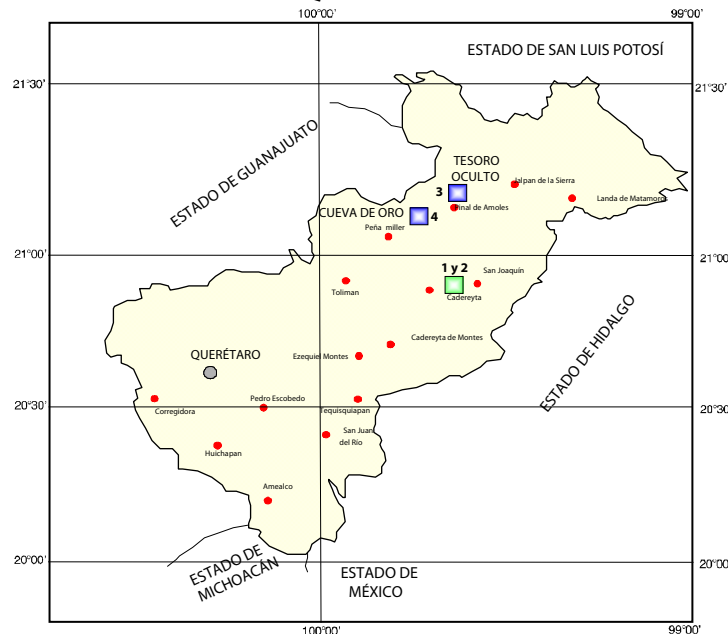 100°00'
99°00'
ESTADO DE SAN LUIS POTOSÍ
21°30'
21°30'
ESTADO DE GUANAJUATO
TESORO
OCULTO
Jalpan de la Sierra
3
Landa de Matamoros
Pinal de Amoles
CUEVA DE ORO
4
Peña miller
21°00'
21°00'
1 y 2
San Joaquín
Toliman
Cadereyta
ESTADO DE HIDALGO
Cadereyta de Montes
QUERÉTARO
Ezequiel Montes
Pedro Escobedo
20°30'
20°30'
Corregidora
Tequisquiapan
San Juan
del Río
Huichapan
Amealco
20°00'
20°00'
ESTADO DE
MICHOACÁN
ESTADO DE
MÉXICO
100°00'
99°00'